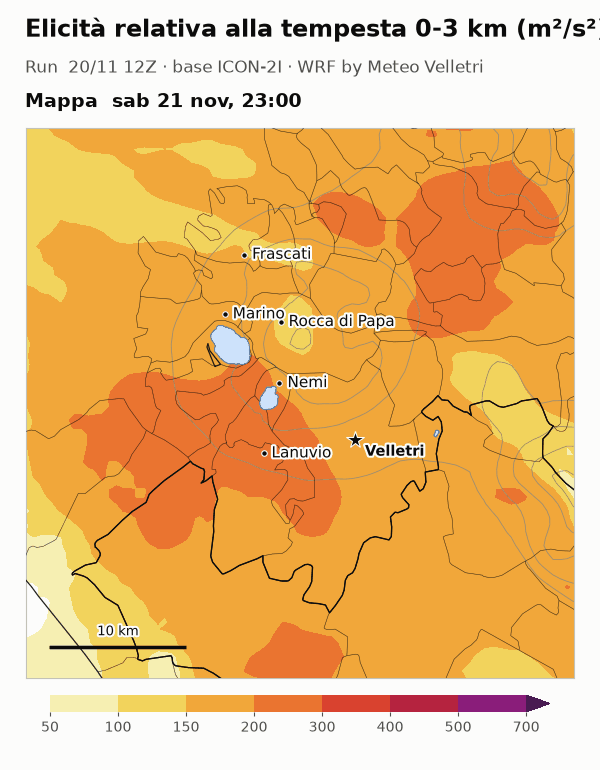 Elicità relativa alla tempesta 0-3 km (m²/s²)
Run 20/11 12Z · base ICON-2I · WRF by Meteo Velletri
Mappa sab 21 nov, 23:00
Frascati
Marino
Rocca di Papa
Nemi
Velletri
Lanuvio
10 km
50 100 150 200 300 400 500 700